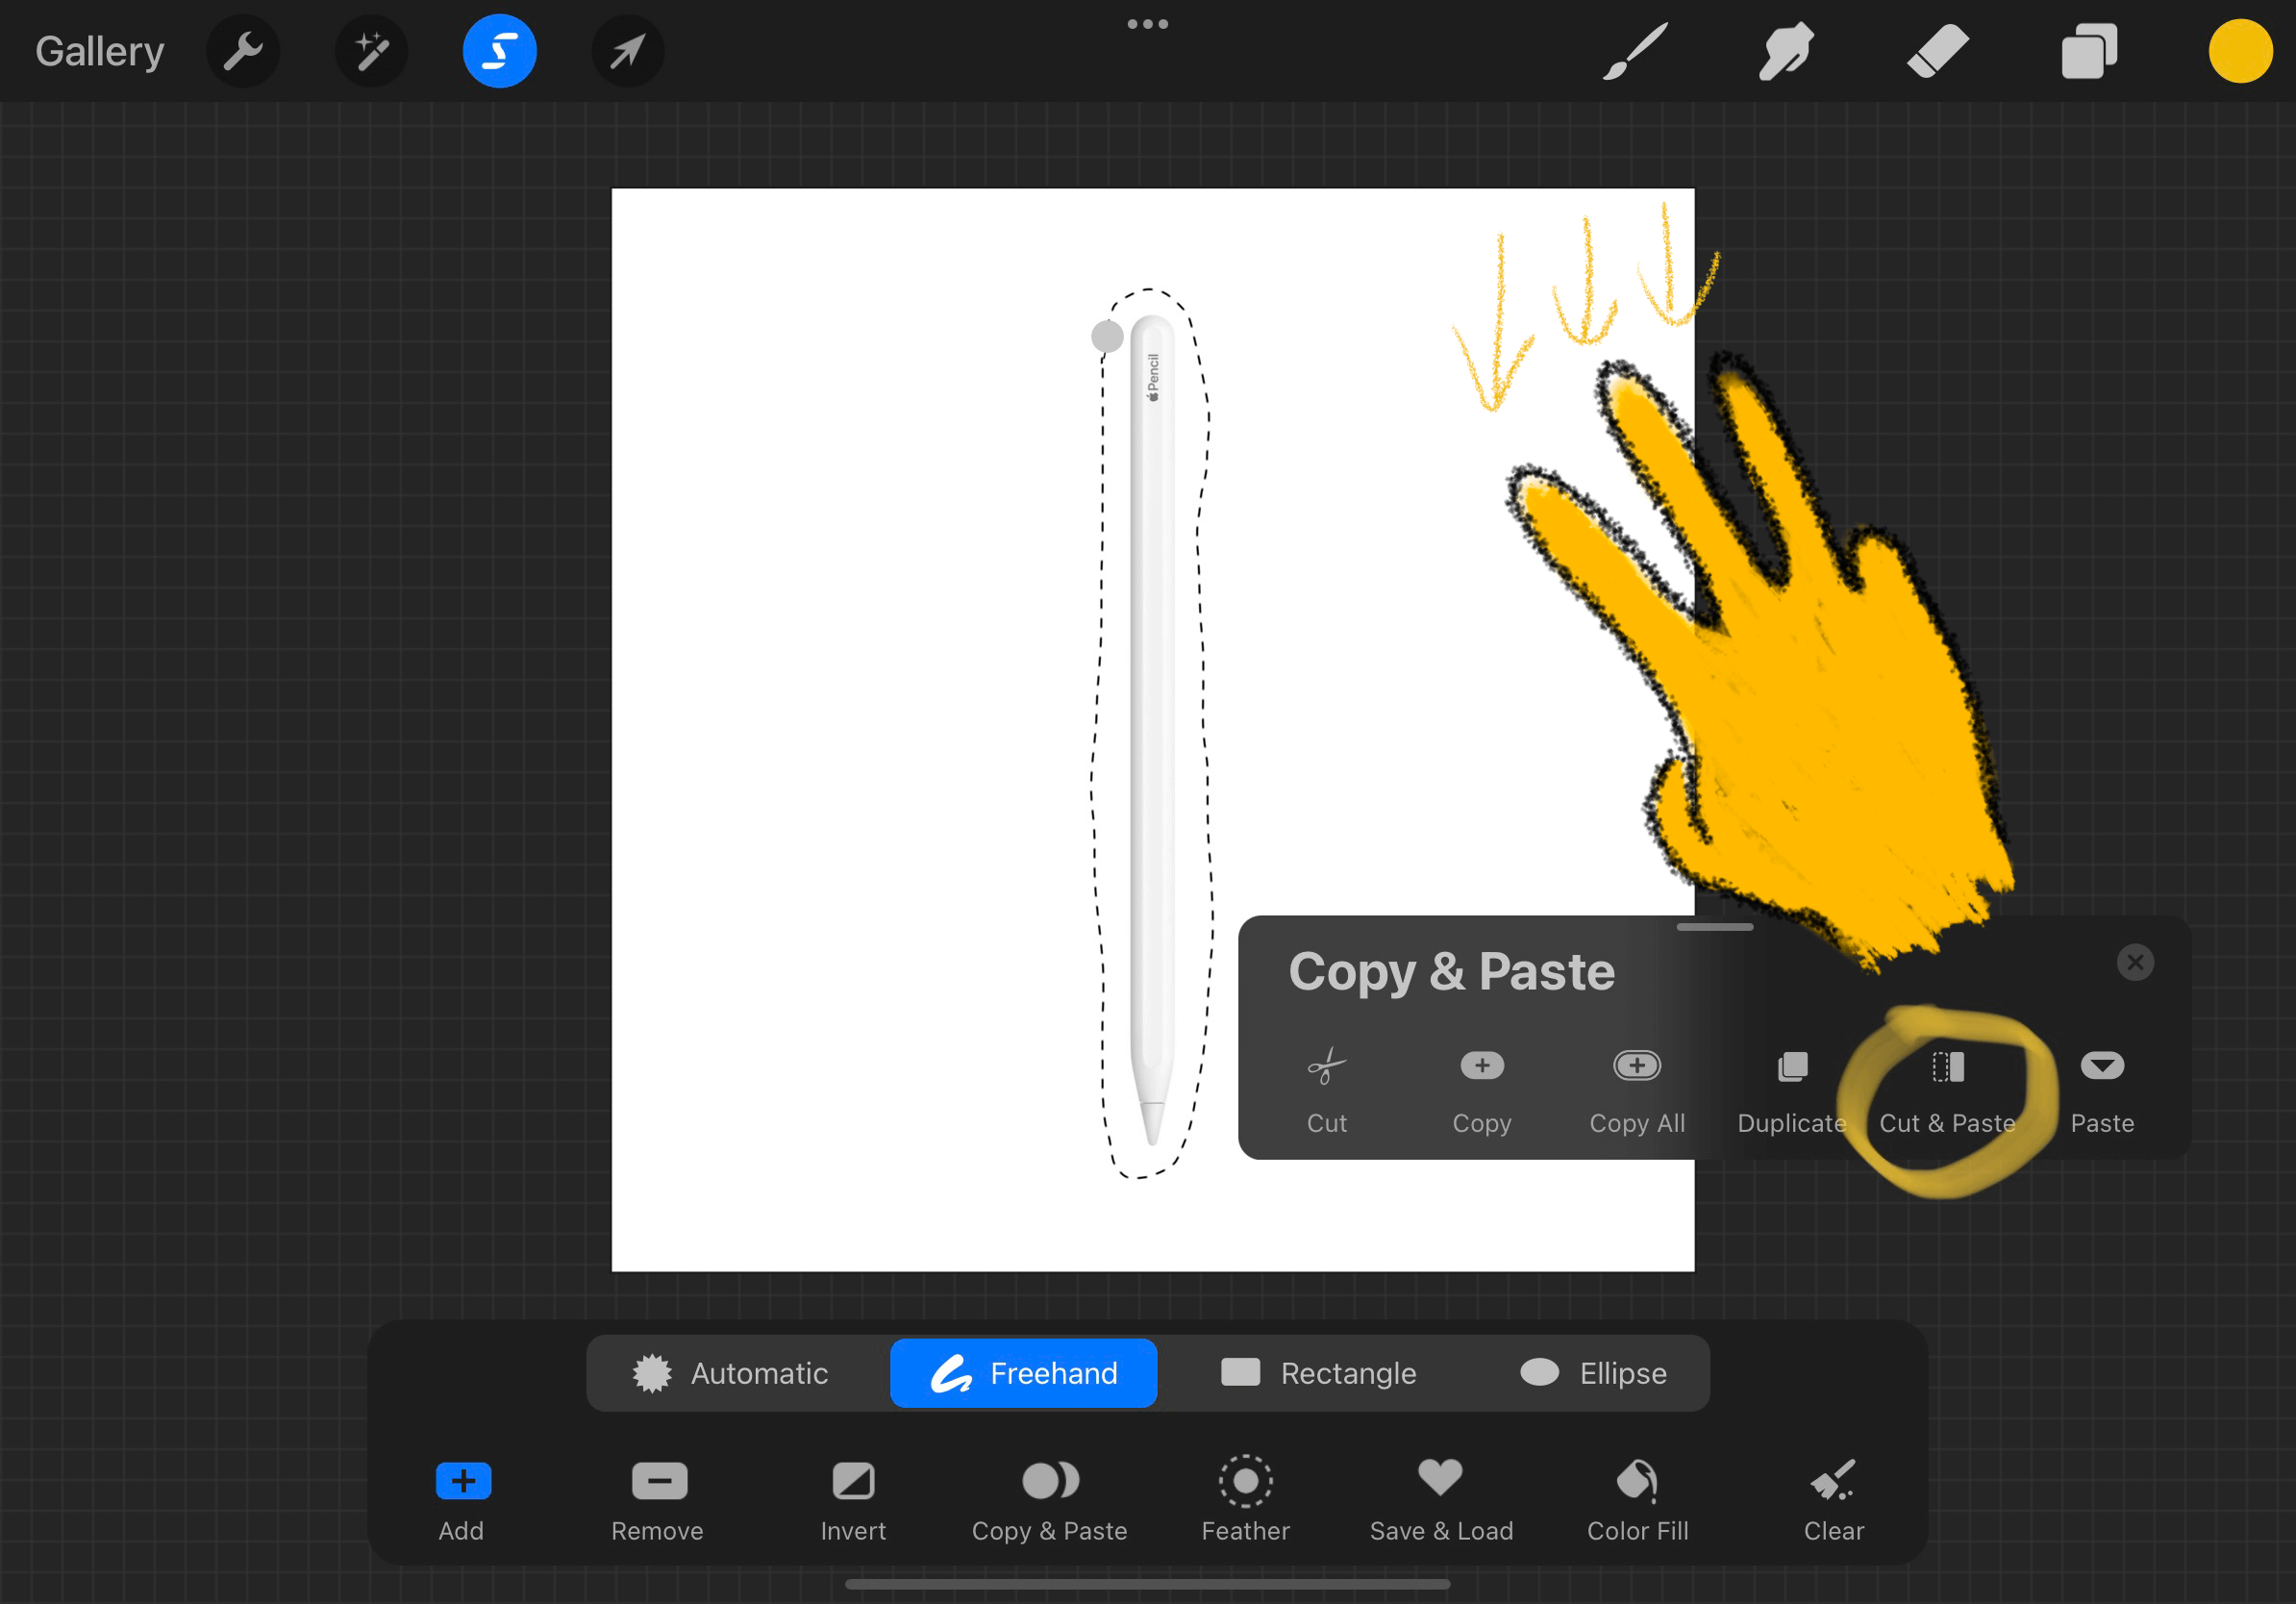 Gallery
Pencil
Copy & Paste
Cut
Copy
Copy All
Duplicate
Cut & Paste
Paste
Automatic
Freehand
Rectangle
Ellipse
Add
Remove
Invert
Copy & Paste
Feather
Save & Load
Color Fill
Clear